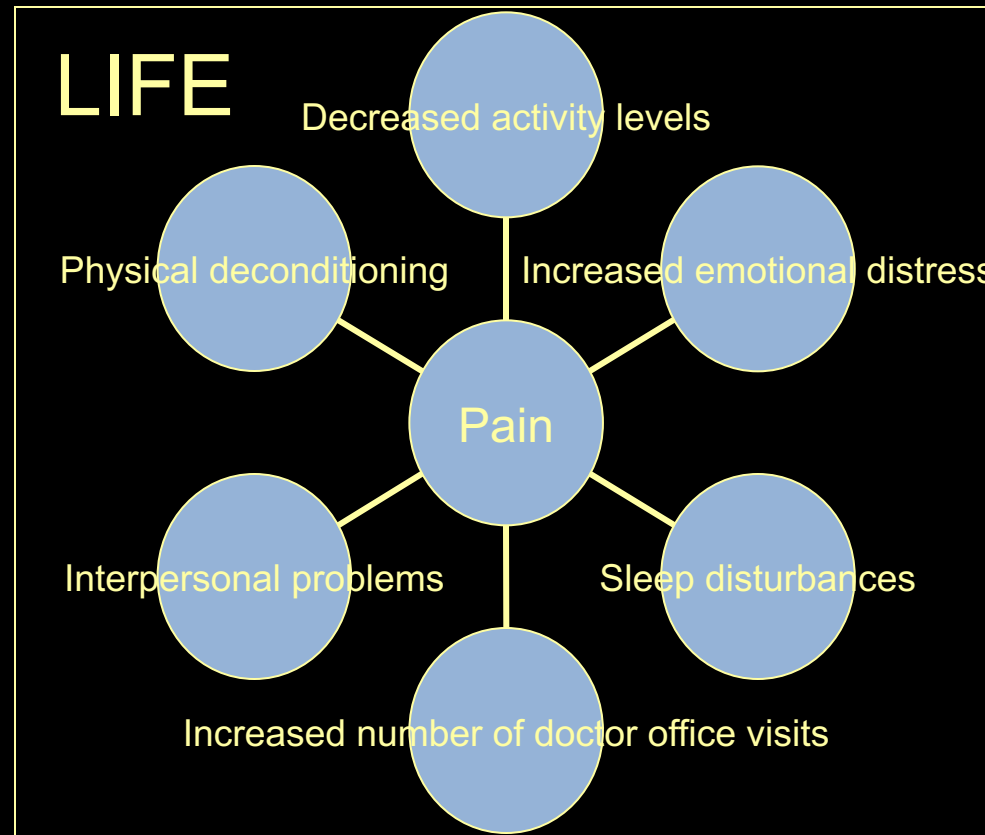 LIFE
Decreased activity levels
Physical deconditioning
Increased emotional distress
Pain
Interpersonal problems
Sleep disturbances
Increased number of doctor office visits